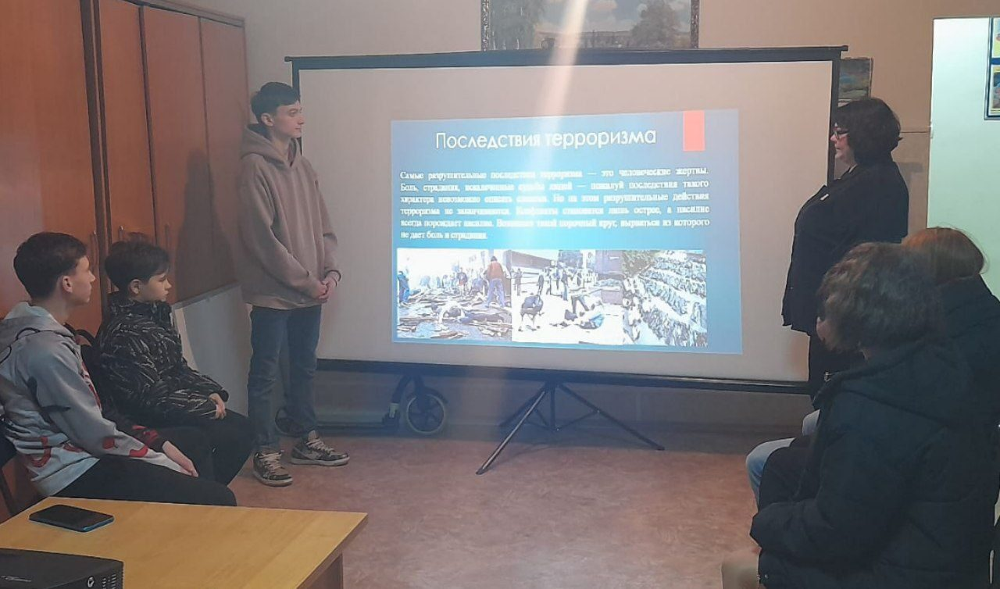 Последствия терроризма
Самые разрушительные последствия терроризма — это человеческие жертвы.
Боль, страдания, искалеченные судьбы людей — пожалуй последствия такого
характера невозможно описать словами. Но на этом разрушительные действия
терроризма не заканчиваются. Конфликты становятся лишь острее, а насилие
всегда порождает насилие. Возникает такой порочный круг, вырваться из которого
не дает боль и страдания.